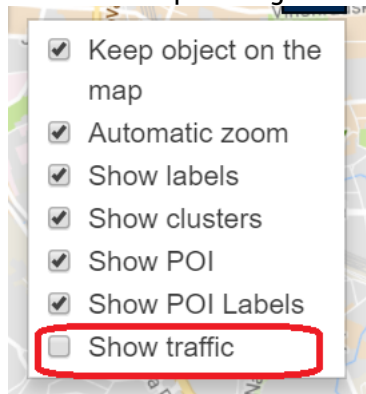 Keep object on the
map
Automatic zoom
Show labels
Show clusters
Show POI
Show POI Labels
Show traffic